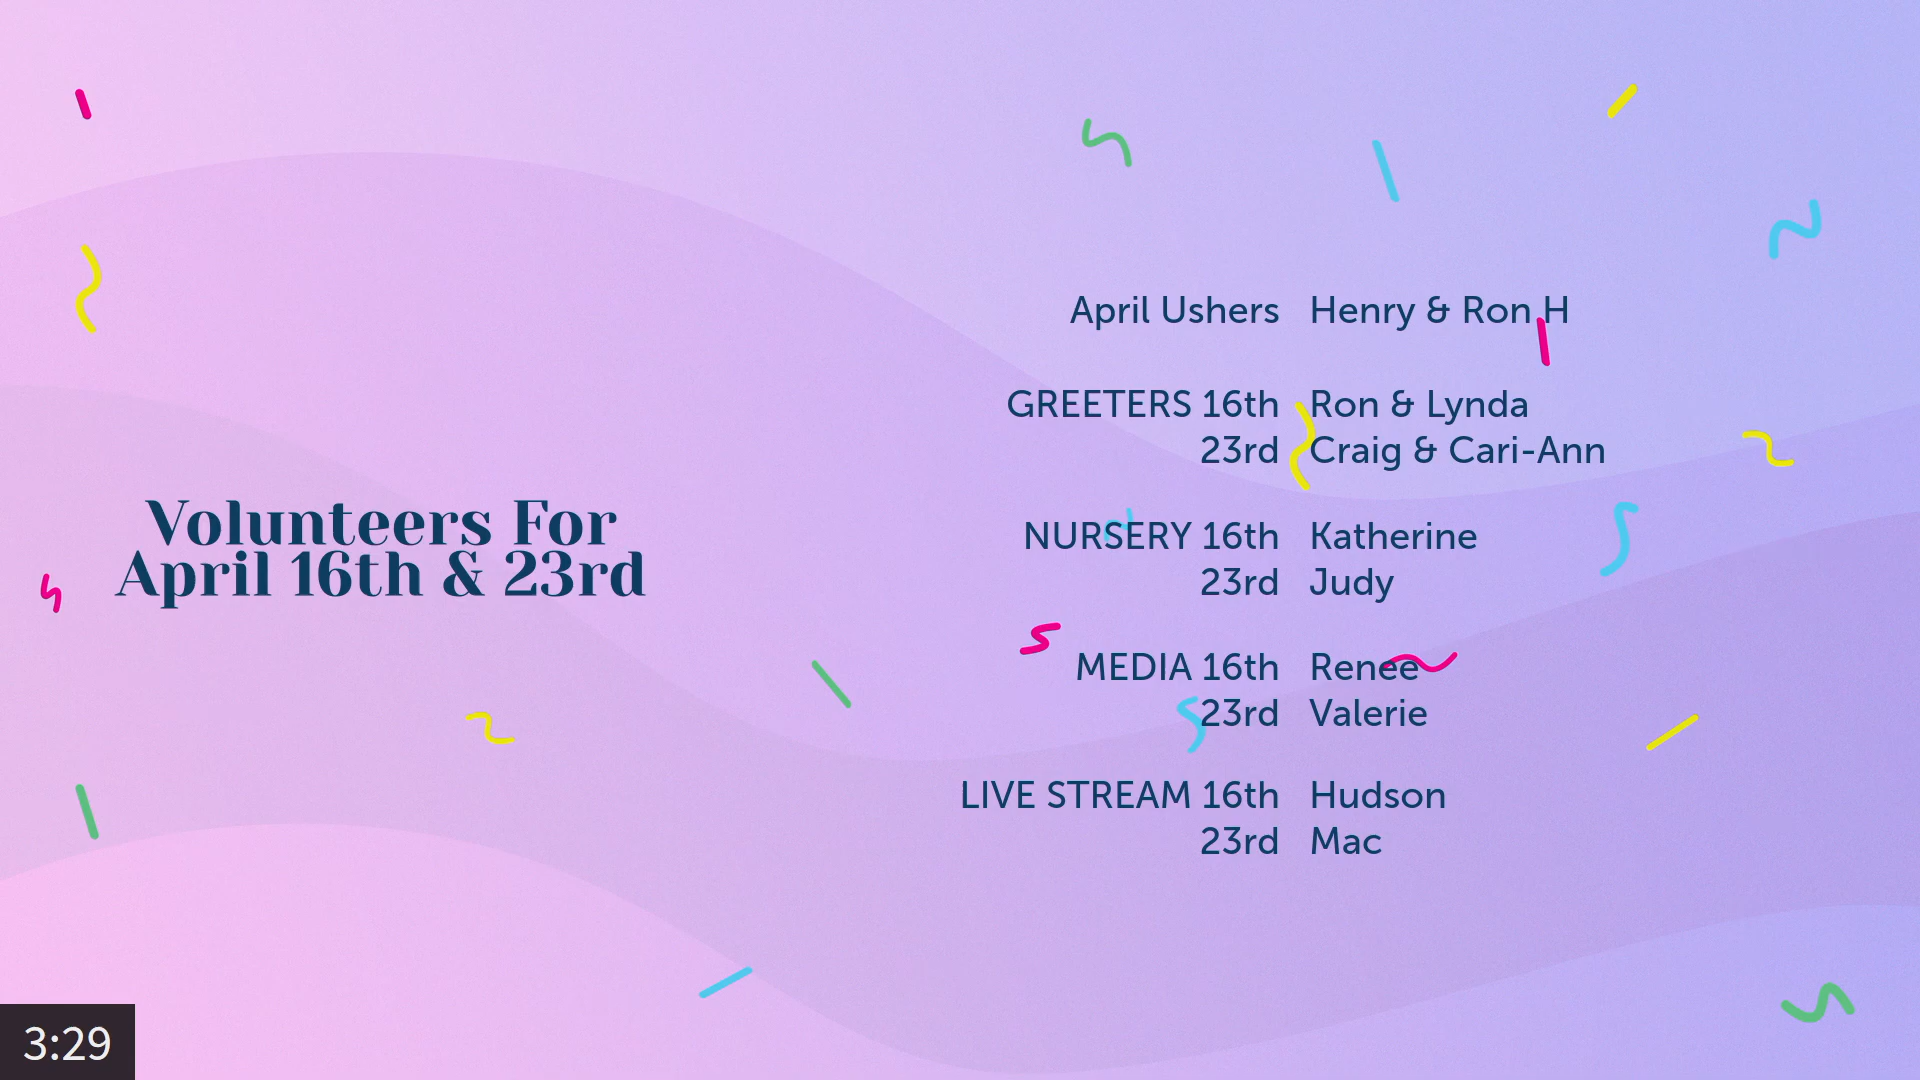 Volunteers For
April 16th & 23rd
April Ushers Henry & Ron H
GREETERS 16th Ron & Lynda
23rd Craig & Cari-Ann
NURSERY 16th Katherine
23rd Judy
MEDIA 16th Renee
23rd Valerie
LIVE STREAM 16th Hudson
23rd Mac
3:29